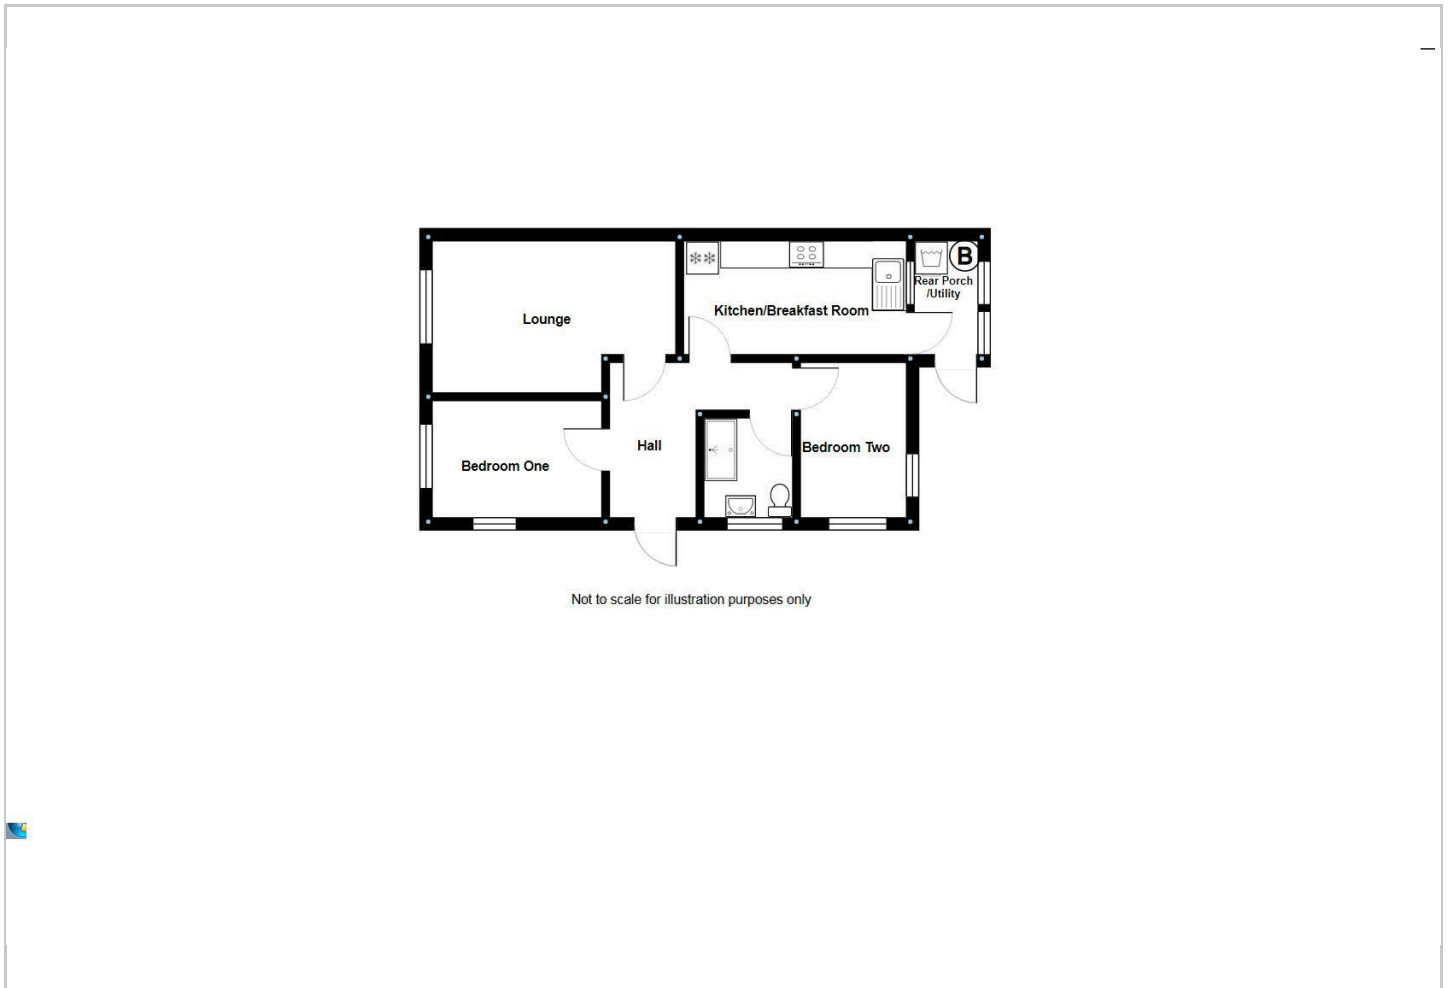 Lounge
Kitchen/Breakfast Room
B
Rear Porch
/Utility
Bedroom One
Hall
Bedroom Two
Not to scale for illustration purposes only